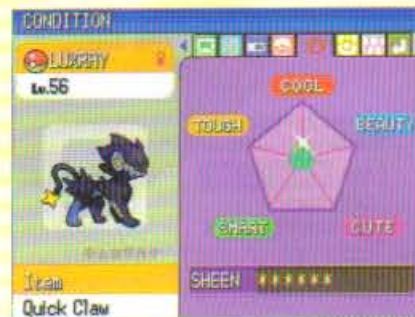 CONDITION
LUXRAY ♀
Lv.56
COOL
TOUGH
BEAUTY
SMART
CUTE
SHEEN
Item
Quick Claw